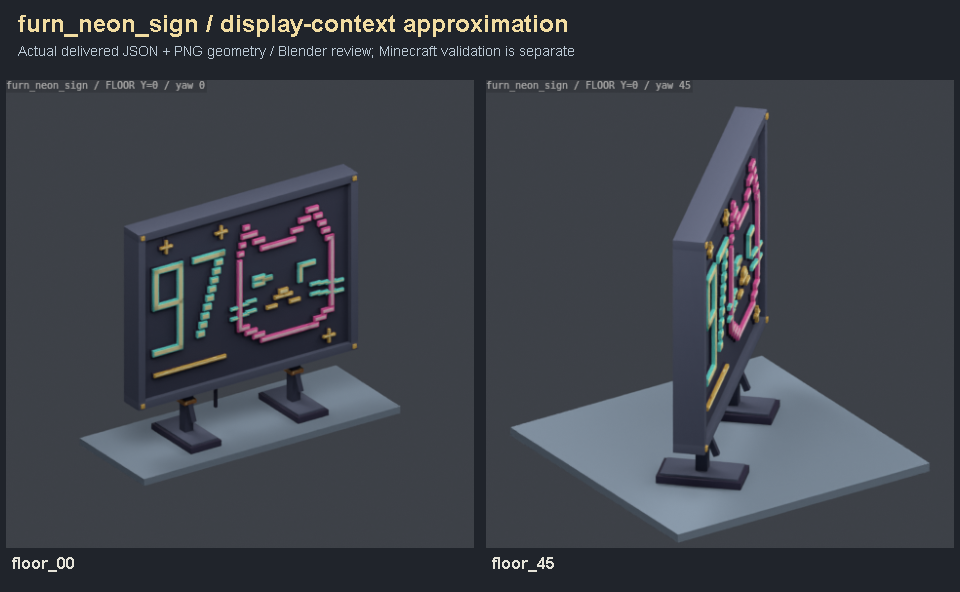 furn_neon_sign / display-context approximation
Actual delivered JSON + PNG geometry / Blender review; Minecraft validation is separate
furn_neon_sign / FLOOR Y=0 / yaw 0
furn_neon_sign / FLOOR Y=0 / yaw 45
97
97
floor_00
floor_45